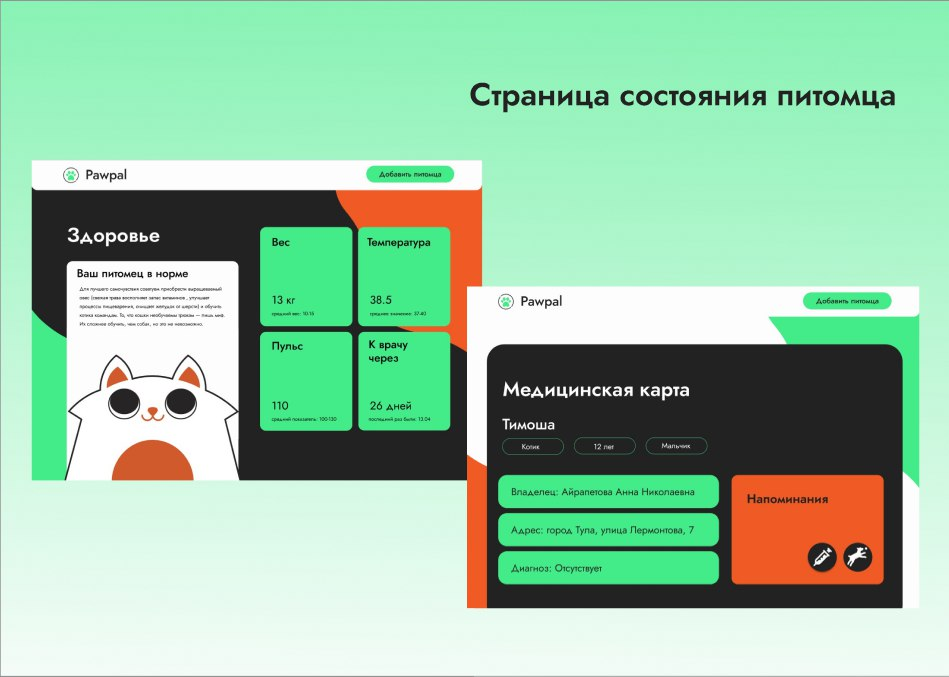 Страница состояния питомца
Pawpal
Добавить питомца
Здоровье
Ваш питомец в норме
Для лучшего самочувствия советуем приобрести выращиваемый
овес (свежая трава восполняет запас витаминов , улучшает
процессы пищеварения, очищает желудок от шерсти) и обучить
котика командам. То, что кошки необучаемы трюкам — лишь миф.
Их сложнее обучить, чем собак, но это не невозможно.
Вес
13 кг
средний вес: 10-15
Температура
38.5
среднее значение: 37-40
Пульс
110
средний показатель: 100-130
К врачу
через
26 дней
последний раз были: 13.04
Pawpal
Добавить питомца
Медицинская карта
Тимоша
Котик
12 лет
Мальчик
Владелец: Айрапетова Анна Николаевна
Адрес: город Тула, улица Лермонтова, 7
Диагноз: Отсутствует
Напоминания